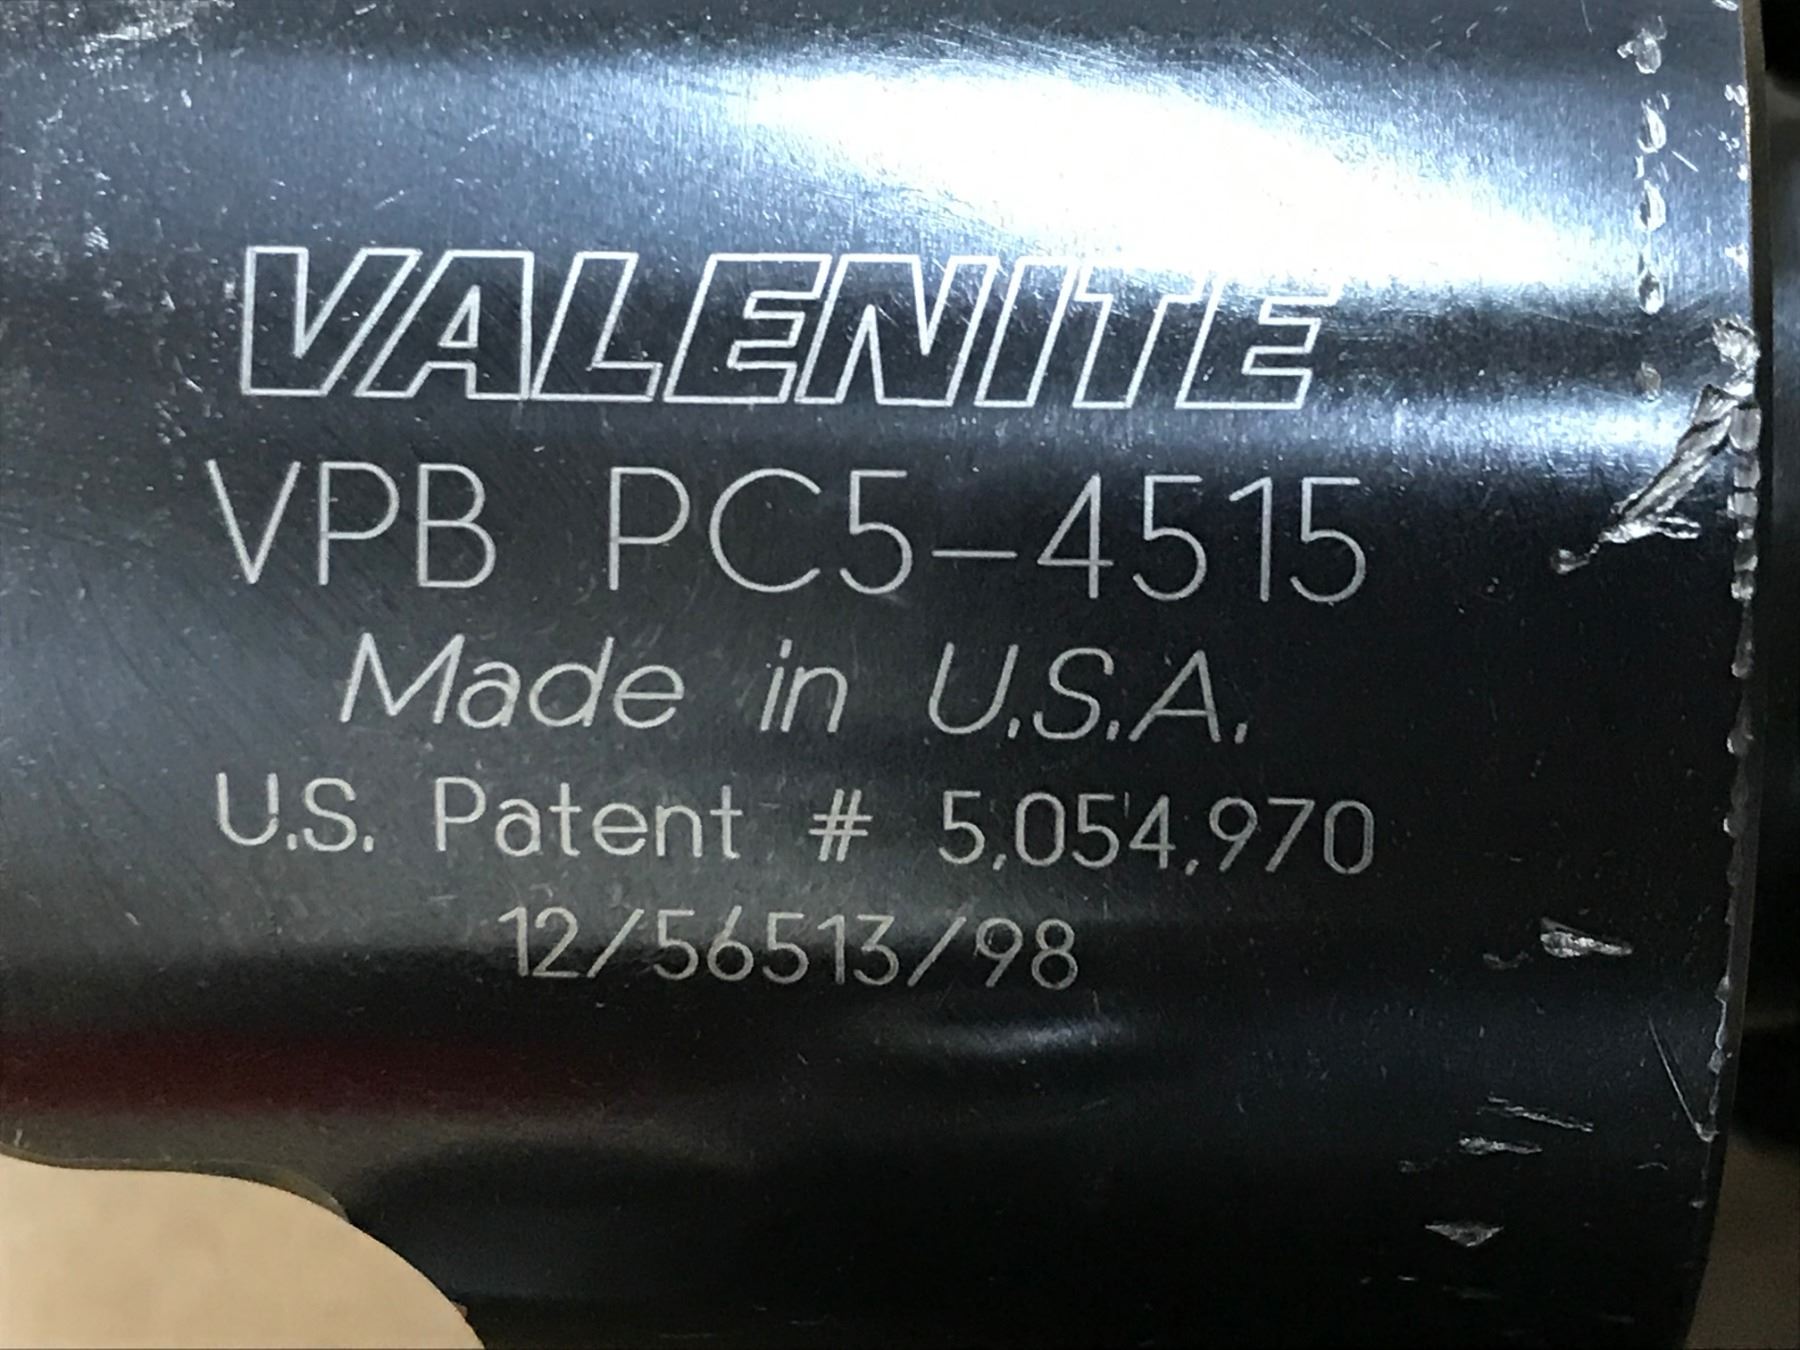 VALENITE
VPB PC5-4515
Made in U.S.A.
U.S. Patent # 5,054,970
12/56513/98